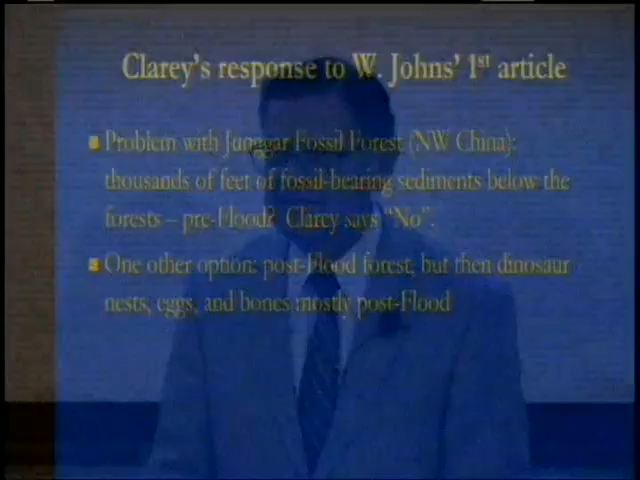 Clarey's response to W. Johns' 1st article
Problem with Junggar Fossil Forest (NW China):
thousands of feet of fossil-bearing sediments below the
forests – pre-Flood? Clarey says "No".
One other option: post-Flood forest, but then dinosaur
nests, eggs, and bones mostly post-Flood